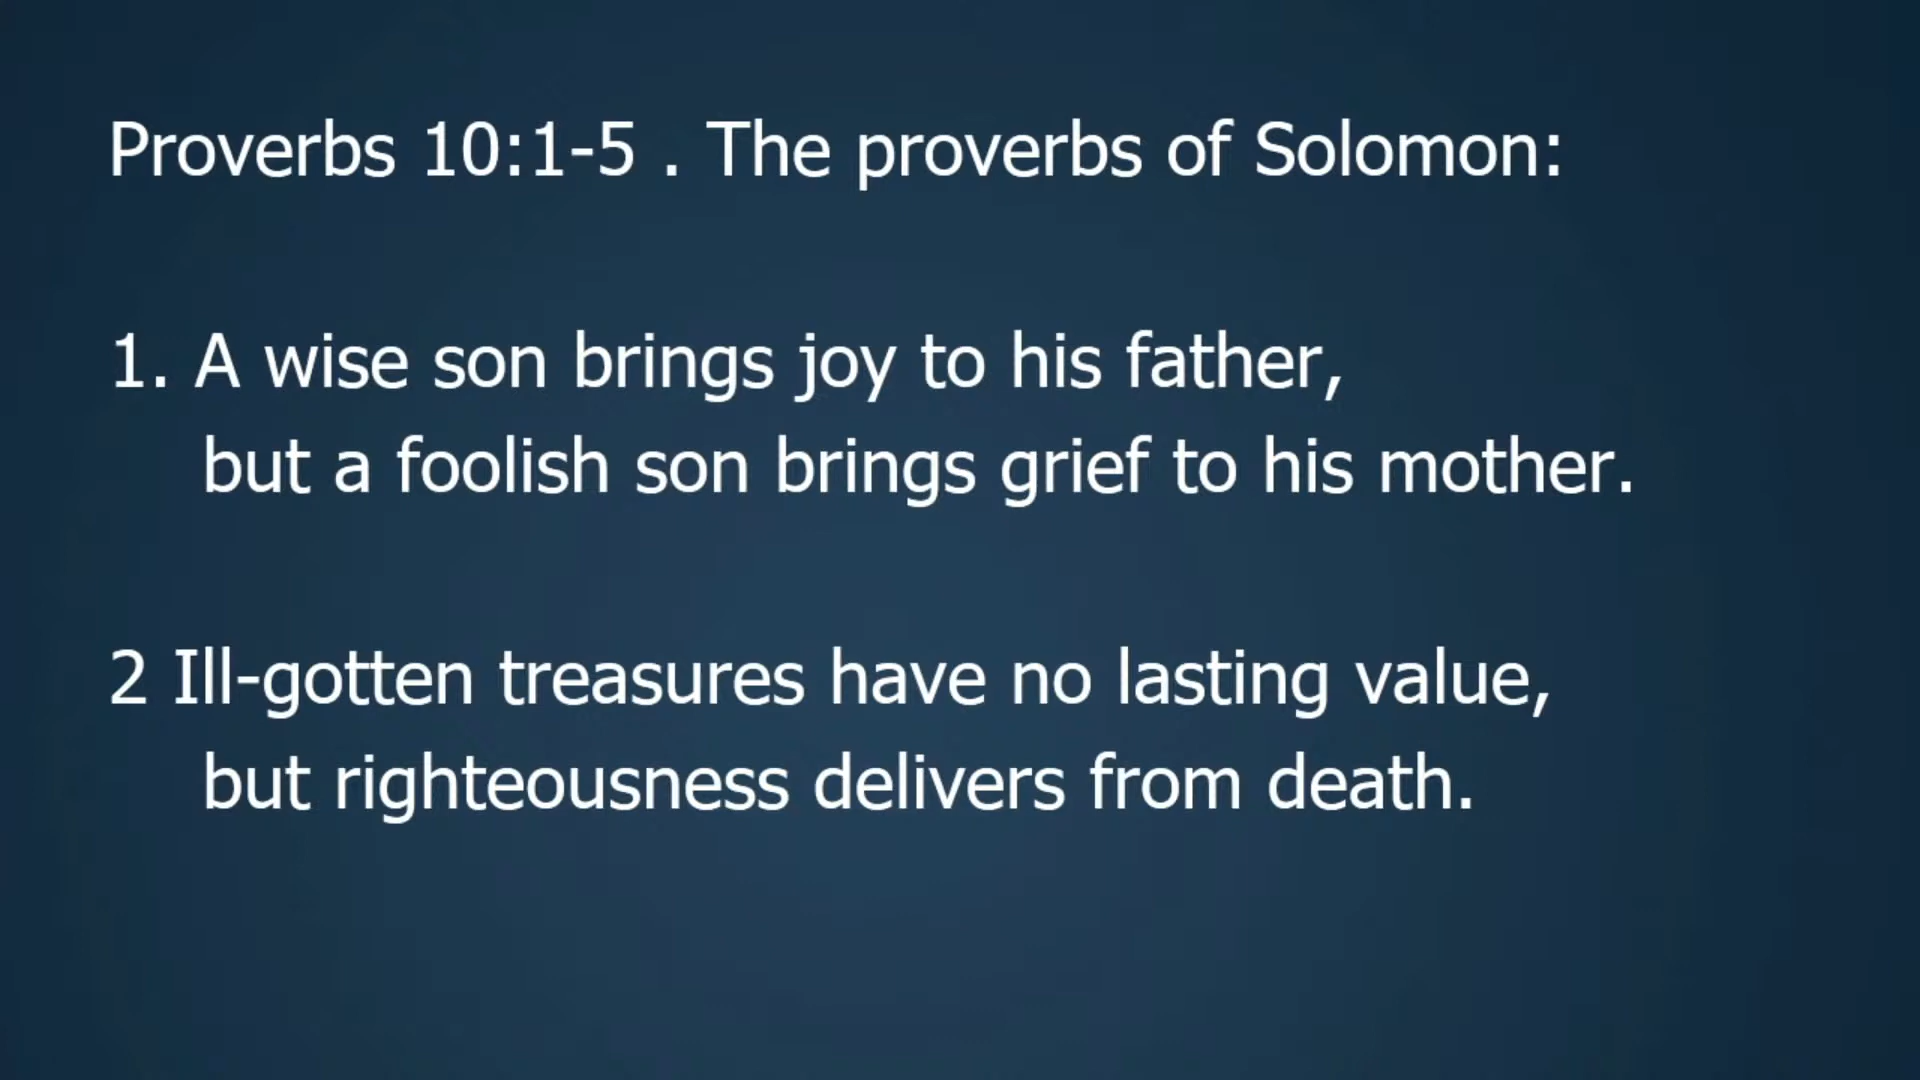 Proverbs 10:1-5 . The proverbs of Solomon:
1. A wise son brings joy to his father,
but a foolish son brings grief to his mother.
2 Ill-gotten treasures have no lasting value,
but righteousness delivers from death.